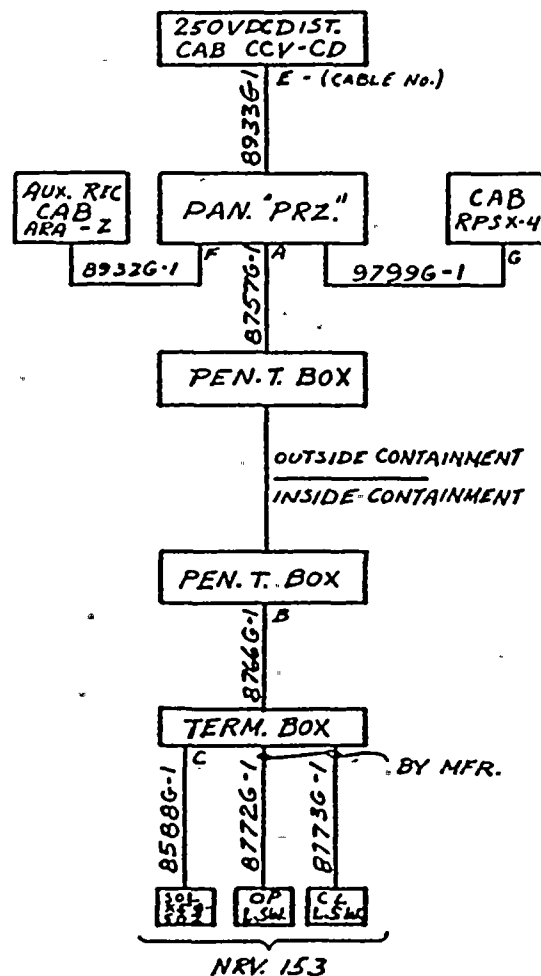 250VDCDIST.
CAB CCV-CD
E - (CABLE NO.)
8933G-1
AUX. REC
CAB
ARA - Z
PAN. "PRZ."
CAB
RPSX-4
F
A
G
8932G-1
8757G-1
9799G-1
PEN. T. BOX
OUTSIDE CONTAINMENT
INSIDE CONTAINMENT
PEN. T. BOX
B
8766G-1
TERM. BOX
C
BY MFR.
8588G-1
8772G-1
8773G-1
SOL
OP
L.SW.
CL
L.SW.
NRV. 153